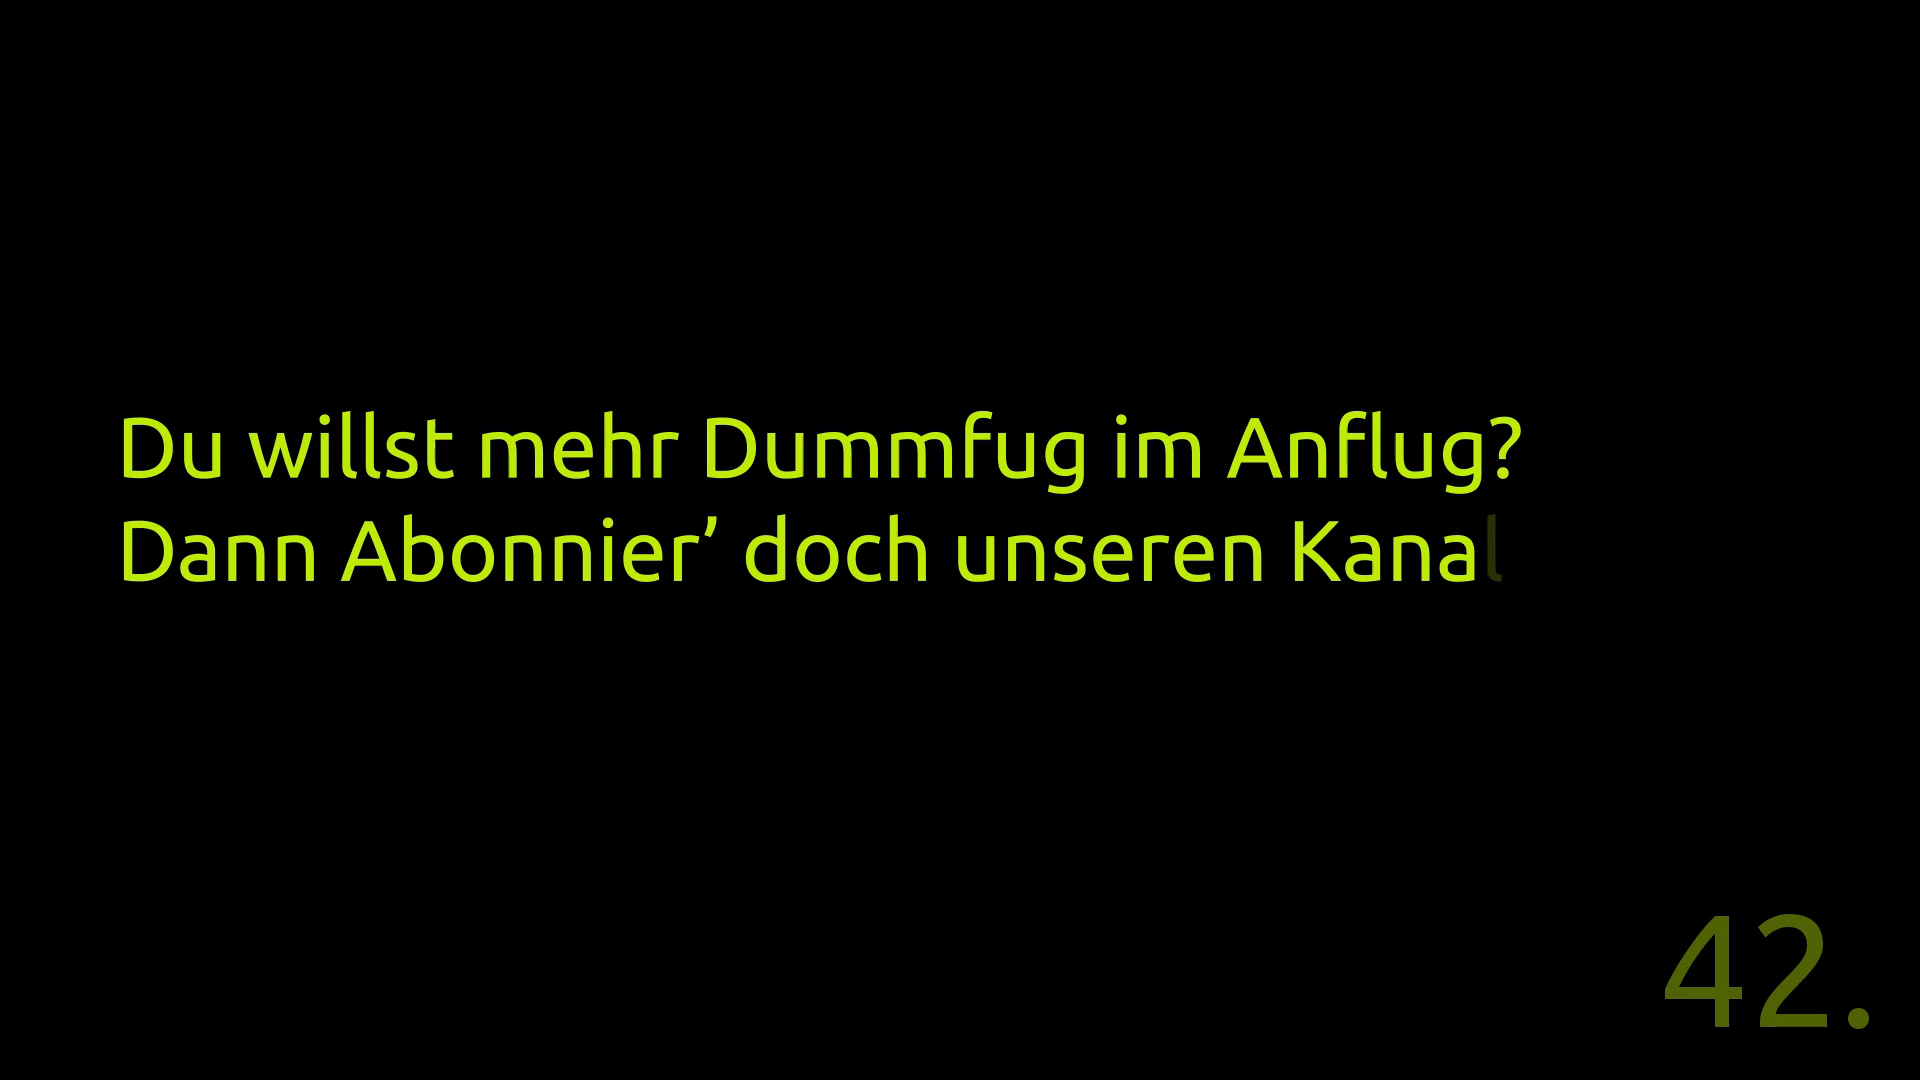 Du willst mehr Dummfug im Anflug?
Dann Abonnier’ doch unseren Kanal
42.